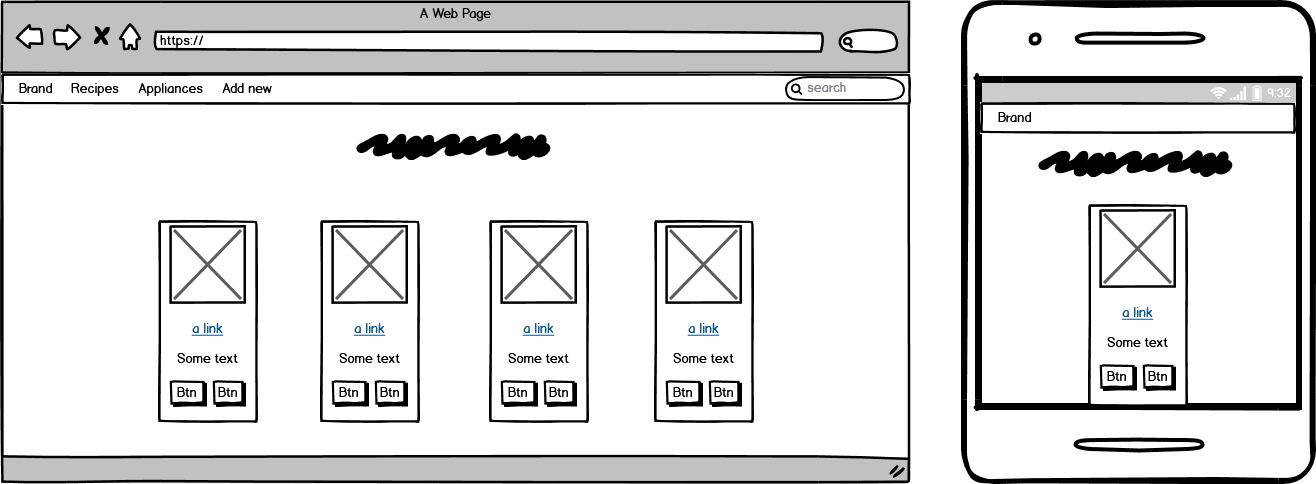 A Web Page
https://
Brand Recipes Appliances Add new search
a link a link a link a link
Some text Some text Some text Some text
Btn Btn Btn Btn Btn Btn Btn Btn
9:32
Brand
a link
Some text
Btn Btn